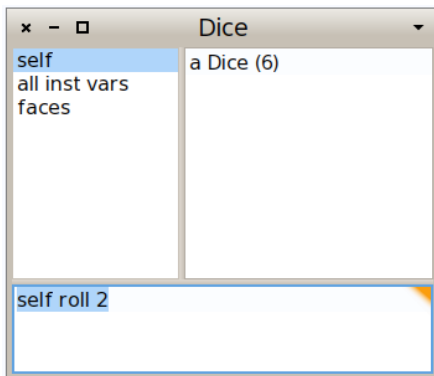 Dice
self
all inst vars
faces
a Dice (6)
self roll 2